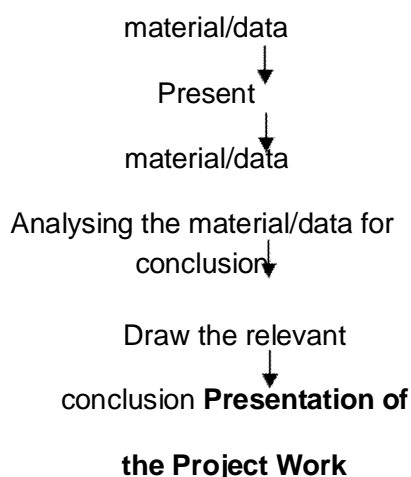 material/data
Present
material/data
Analysing the material/data for
conclusion
Draw the relevant
conclusion Presentation of
the Project Work